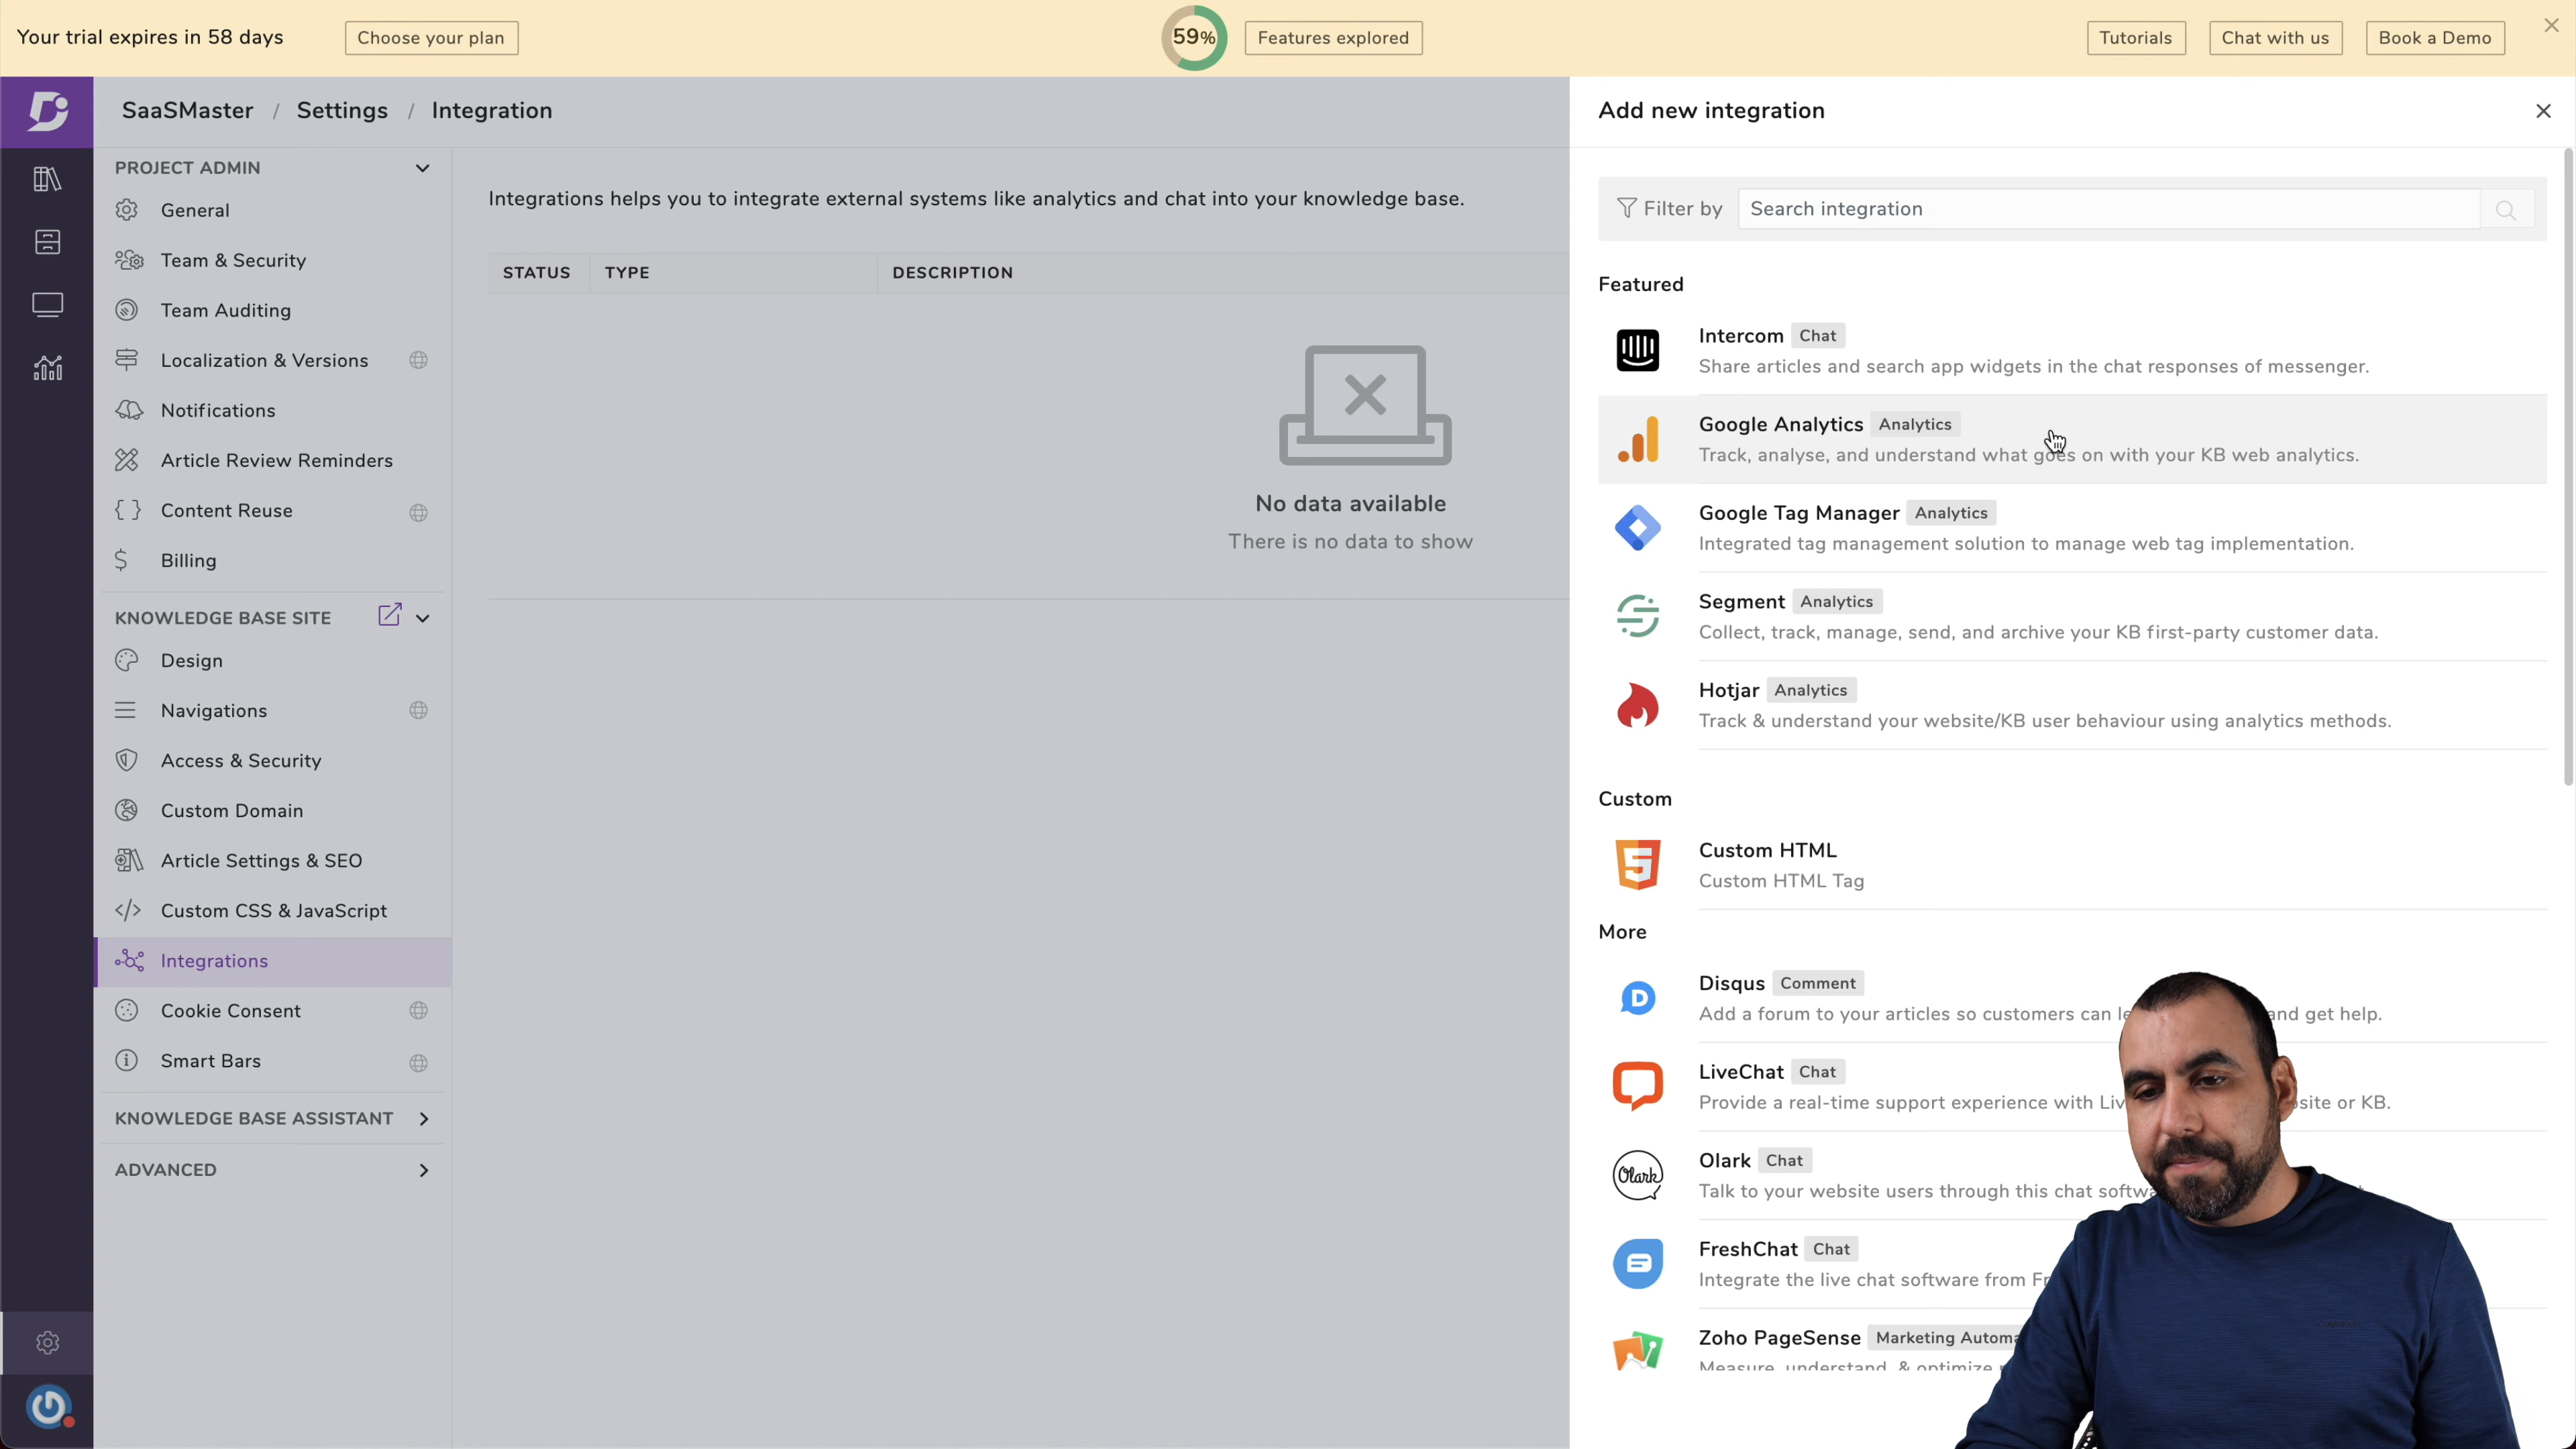 Your trial expires in 58 days
Choose your plan
59%
Features explored
Tutorials
Chat with us
Book a Demo
SaaSMaster / Settings / Integration
PROJECT ADMIN
General
Team & Security
Team Auditing
Localization & Versions
Notifications
Article Review Reminders
Content Reuse
Billing
KNOWLEDGE BASE SITE
Design
Navigations
Access & Security
Custom Domain
Article Settings & SEO
Custom CSS & JavaScript
Integrations
Cookie Consent
Smart Bars
KNOWLEDGE BASE ASSISTANT
ADVANCED
Integrations helps you to integrate external systems like analytics and chat into your knowledge base.
STATUS TYPE DESCRIPTION
No data available
There is no data to show
Add new integration
Filter by Search integration
Featured
Intercom Chat
Share articles and search app widgets in the chat responses of messenger.
Google Analytics Analytics
Track, analyse, and understand what goes on with your KB web analytics.
Google Tag Manager Analytics
Integrated tag management solution to manage web tag implementation.
Segment Analytics
Collect, track, manage, send, and archive your KB first-party customer data.
Hotjar Analytics
Track & understand your website/KB user behaviour using analytics methods.
Custom
Custom HTML
Custom HTML Tag
More
Disqus Comment
Add a forum to your articles so customers can and get help.
LiveChat Chat
Provide a real-time support experience with or KB.
Olark Chat
Olark
Talk to your website users through this chat
FreshChat Chat
Integrate the live chat software from
Zoho PageSense Marketing
Measure, understand, & optimize